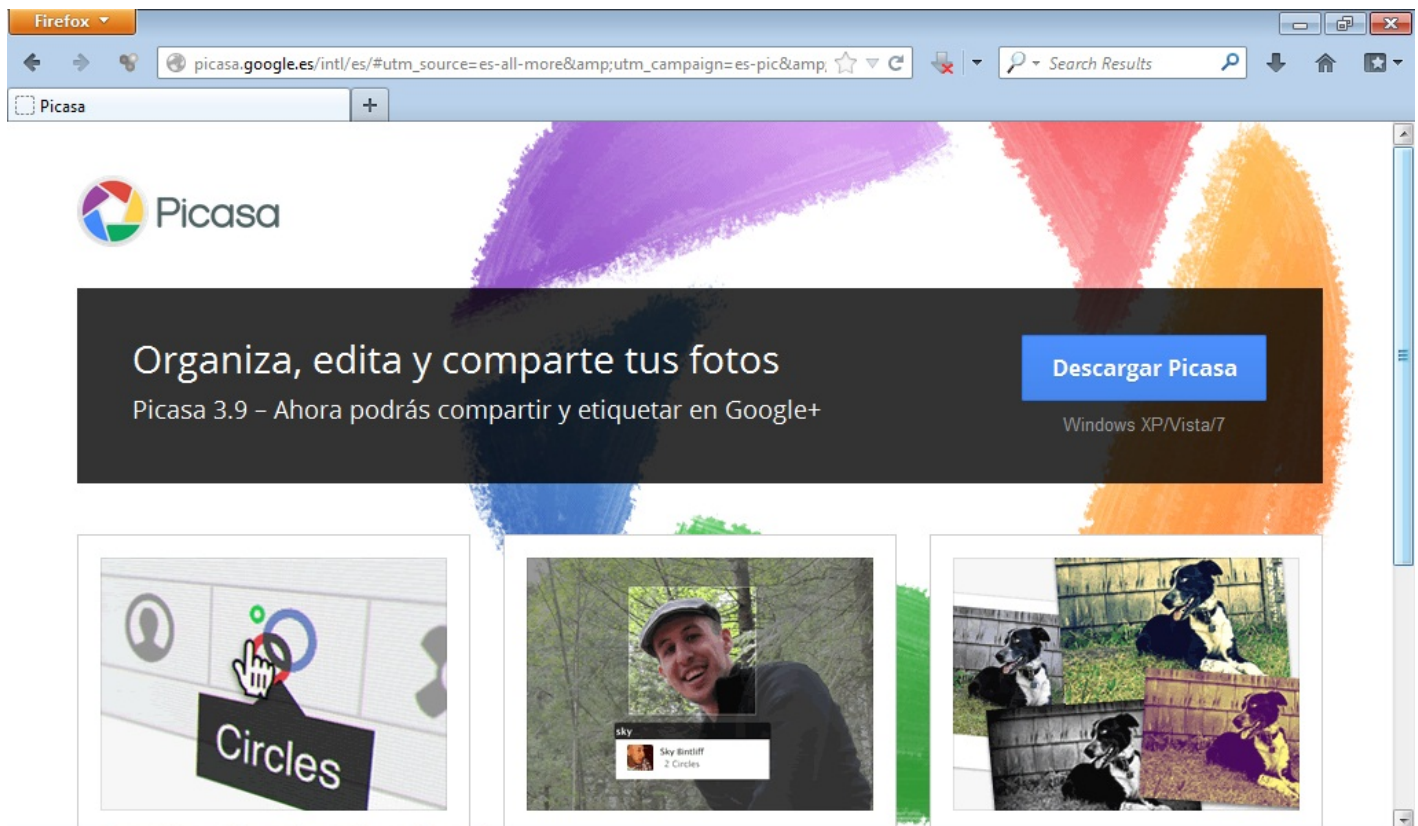 Firefox
picasa.google.es/intl/es/#utm_source=es-all-more&amp;utm_campaign=es-pic&amp;
Search Results
Picasa
Picasa
Organiza, edita y comparte tus fotos
Picasa 3.9 – Ahora podrás compartir y etiquetar en Google+
Descargar Picasa
Windows XP/Vista/7
Circles
sky
Sky Bintliff
2 Circles